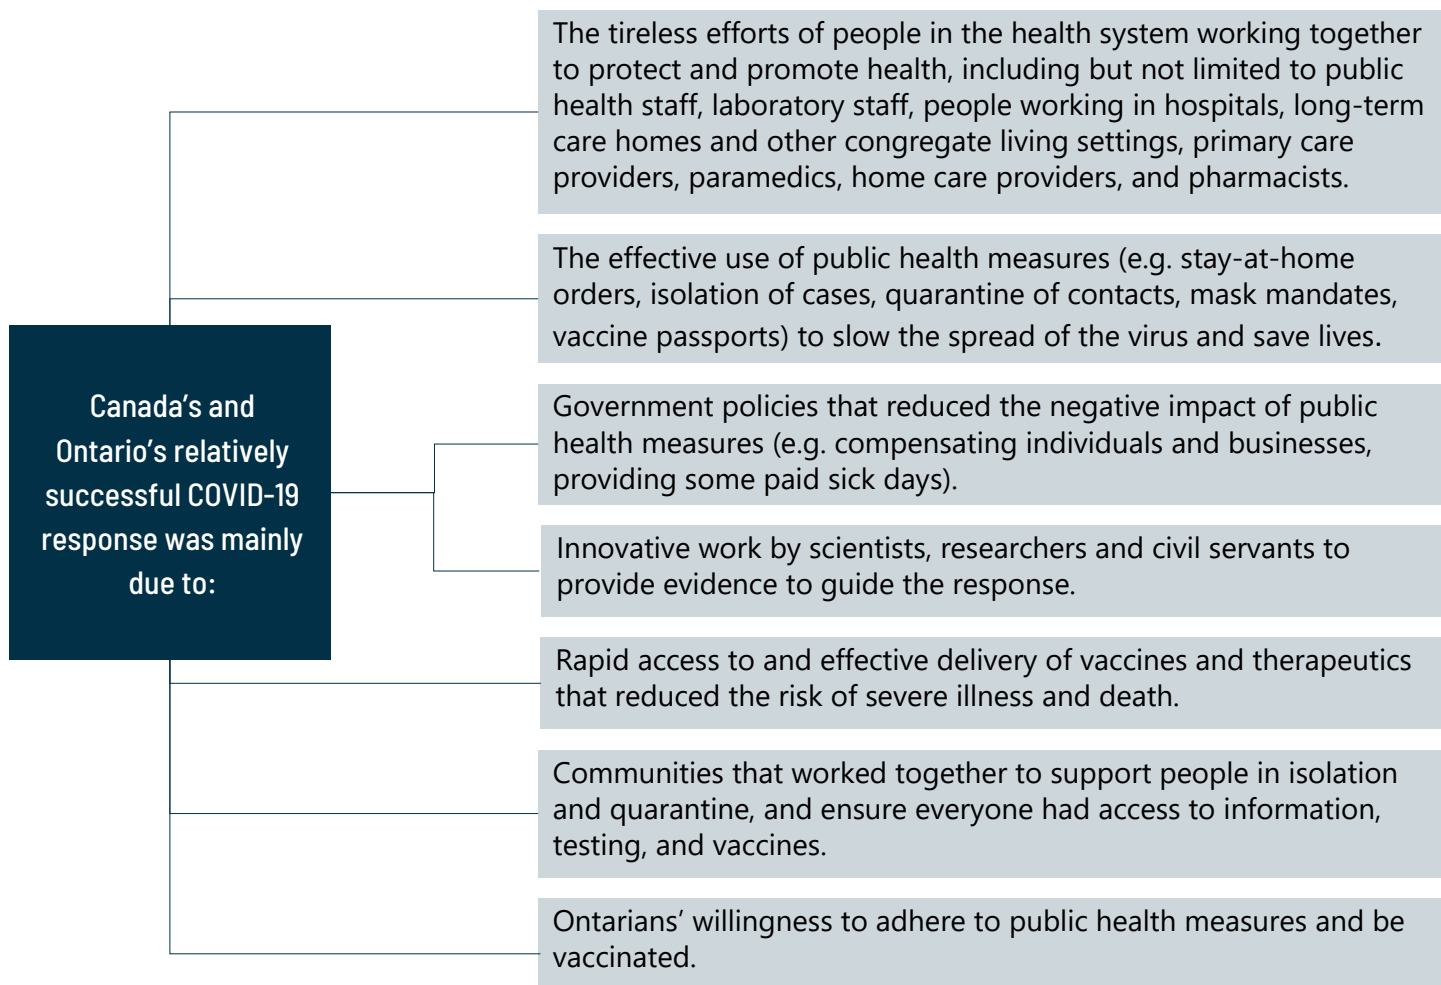 The tireless efforts of people in the health system working together
to protect and promote health, including but not limited to public
health staff, laboratory staff, people working in hospitals, long-term
care homes and other congregate living settings, primary care
providers, paramedics, home care providers, and pharmacists.
The effective use of public health measures (e.g. stay-at-home
orders, isolation of cases, quarantine of contacts, mask mandates,
vaccine passports) to slow the spread of the virus and save lives.
Canada’s and
Ontario’s relatively
successful COVID-19
response was mainly
due to:
Government policies that reduced the negative impact of public
health measures (e.g. compensating individuals and businesses,
providing some paid sick days).
Innovative work by scientists, researchers and civil servants to
provide evidence to guide the response.
Rapid access to and effective delivery of vaccines and therapeutics
that reduced the risk of severe illness and death.
Communities that worked together to support people in isolation
and quarantine, and ensure everyone had access to information,
testing, and vaccines.
Ontarians’ willingness to adhere to public health measures and be
vaccinated.